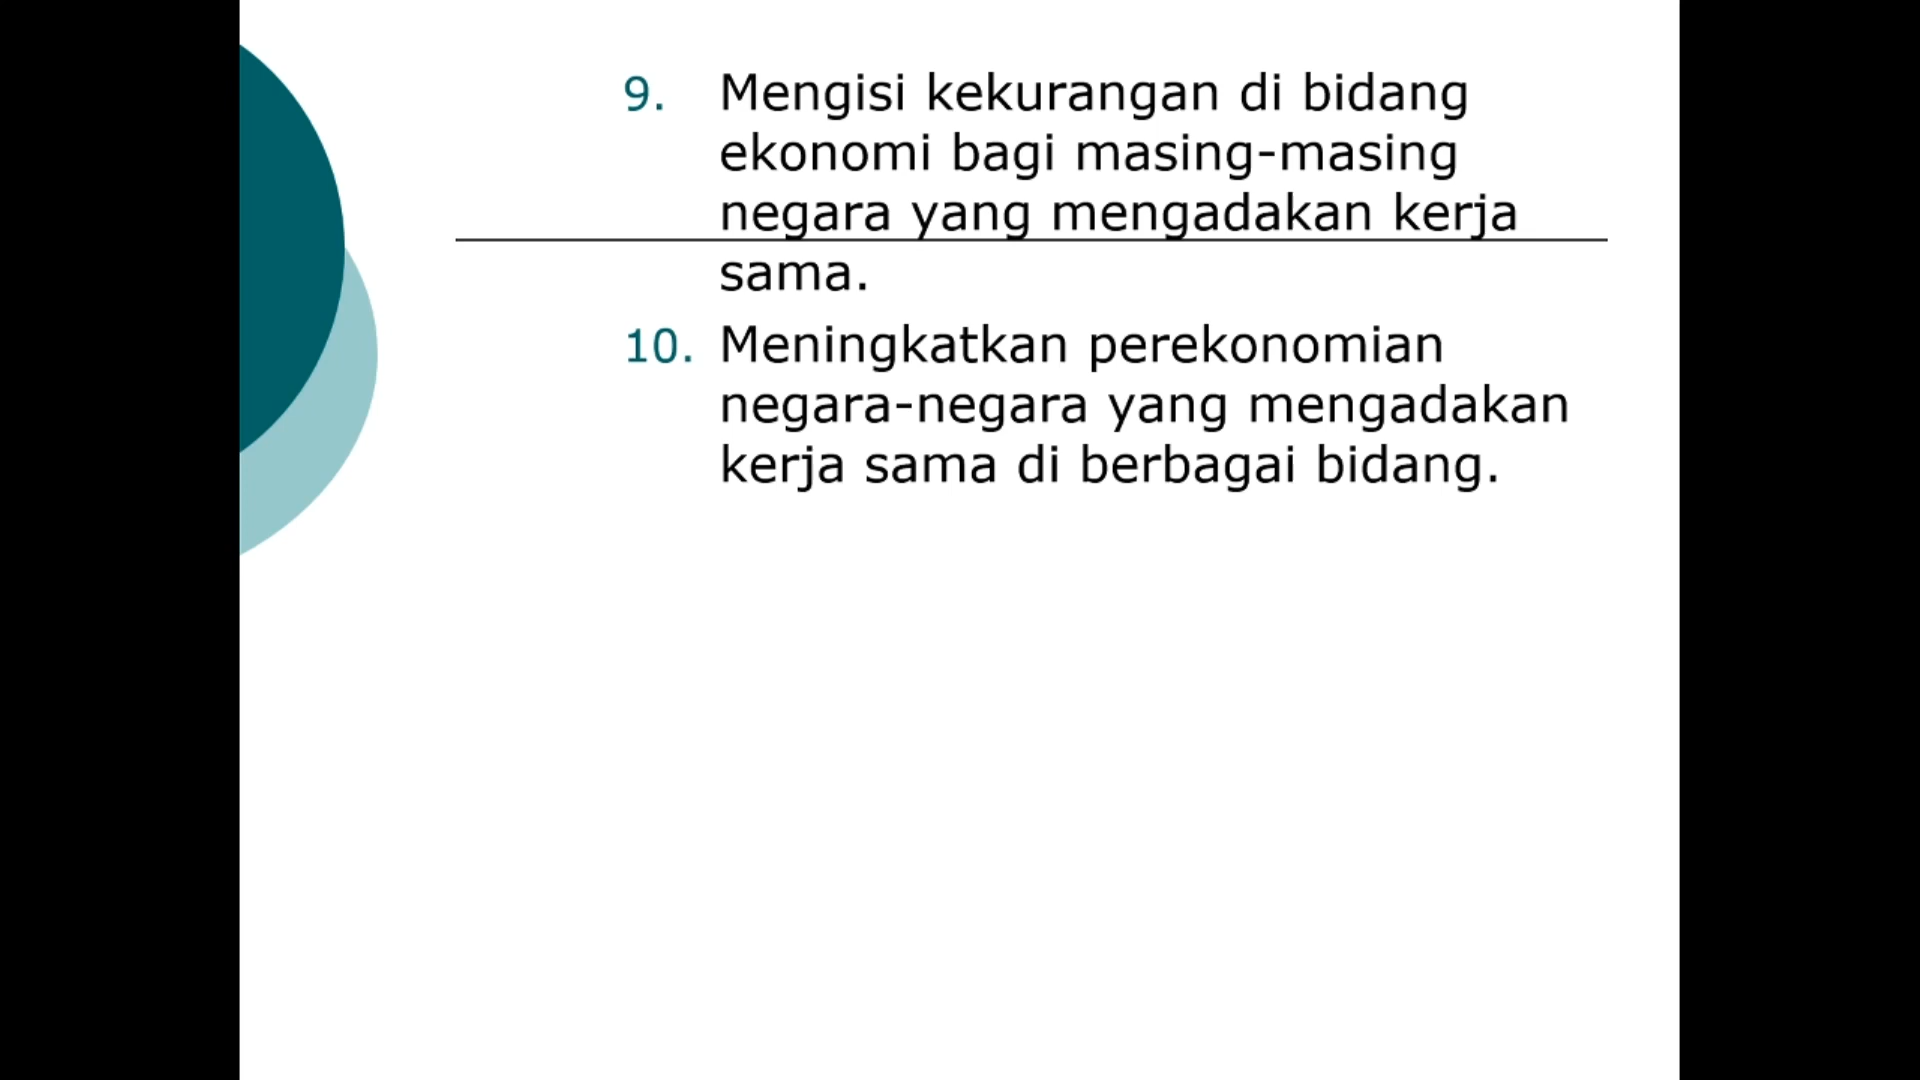 9. Mengisi kekurangan di bidang
ekonomi bagi masing-masing
negara yang mengadakan kerja
sama.
10. Meningkatkan perekonomian
negara-negara yang mengadakan
kerja sama di berbagai bidang.